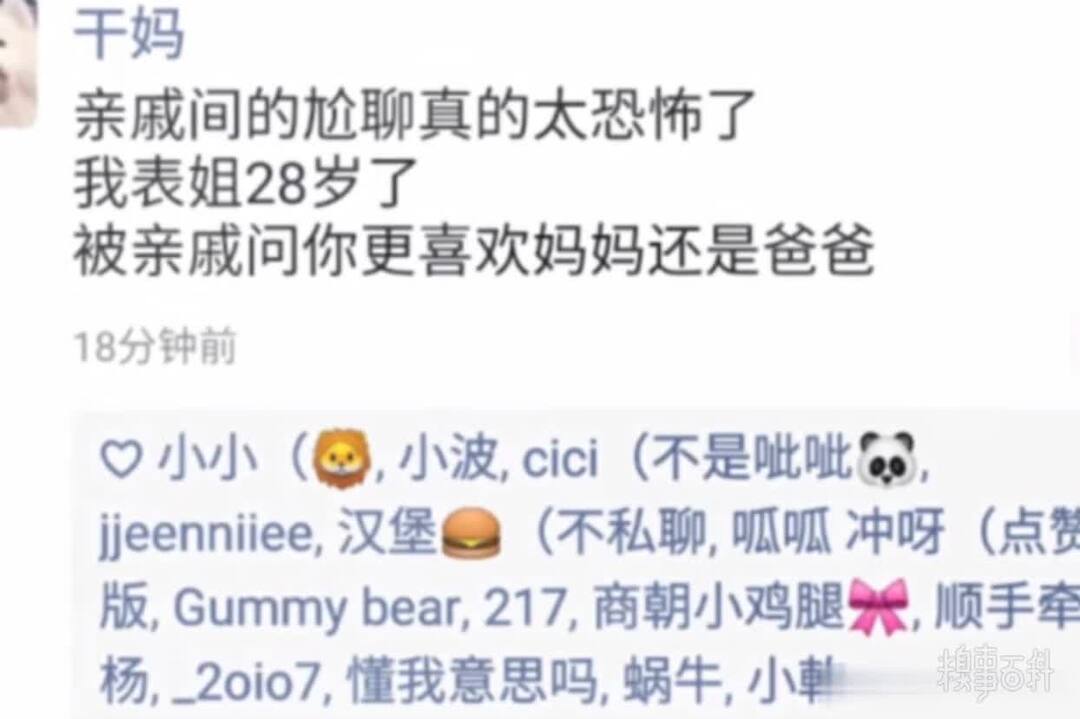 干妈
亲戚间的尬聊真的太恐怖了
我表姐28岁了
被亲戚问你更喜欢妈妈还是爸爸
18分钟前
♡ 小小（🦁, 小波, cici（不是呲呲🐼,
jjeenniiee, 汉堡🍔（不私聊, 呱呱 冲呀（点赞
版, Gummy bear, 217, 商朝小鸡腿🎀, 顺手牵
杨, _2oio7, 懂我意思吗, 蜗牛, 小
糗事百科